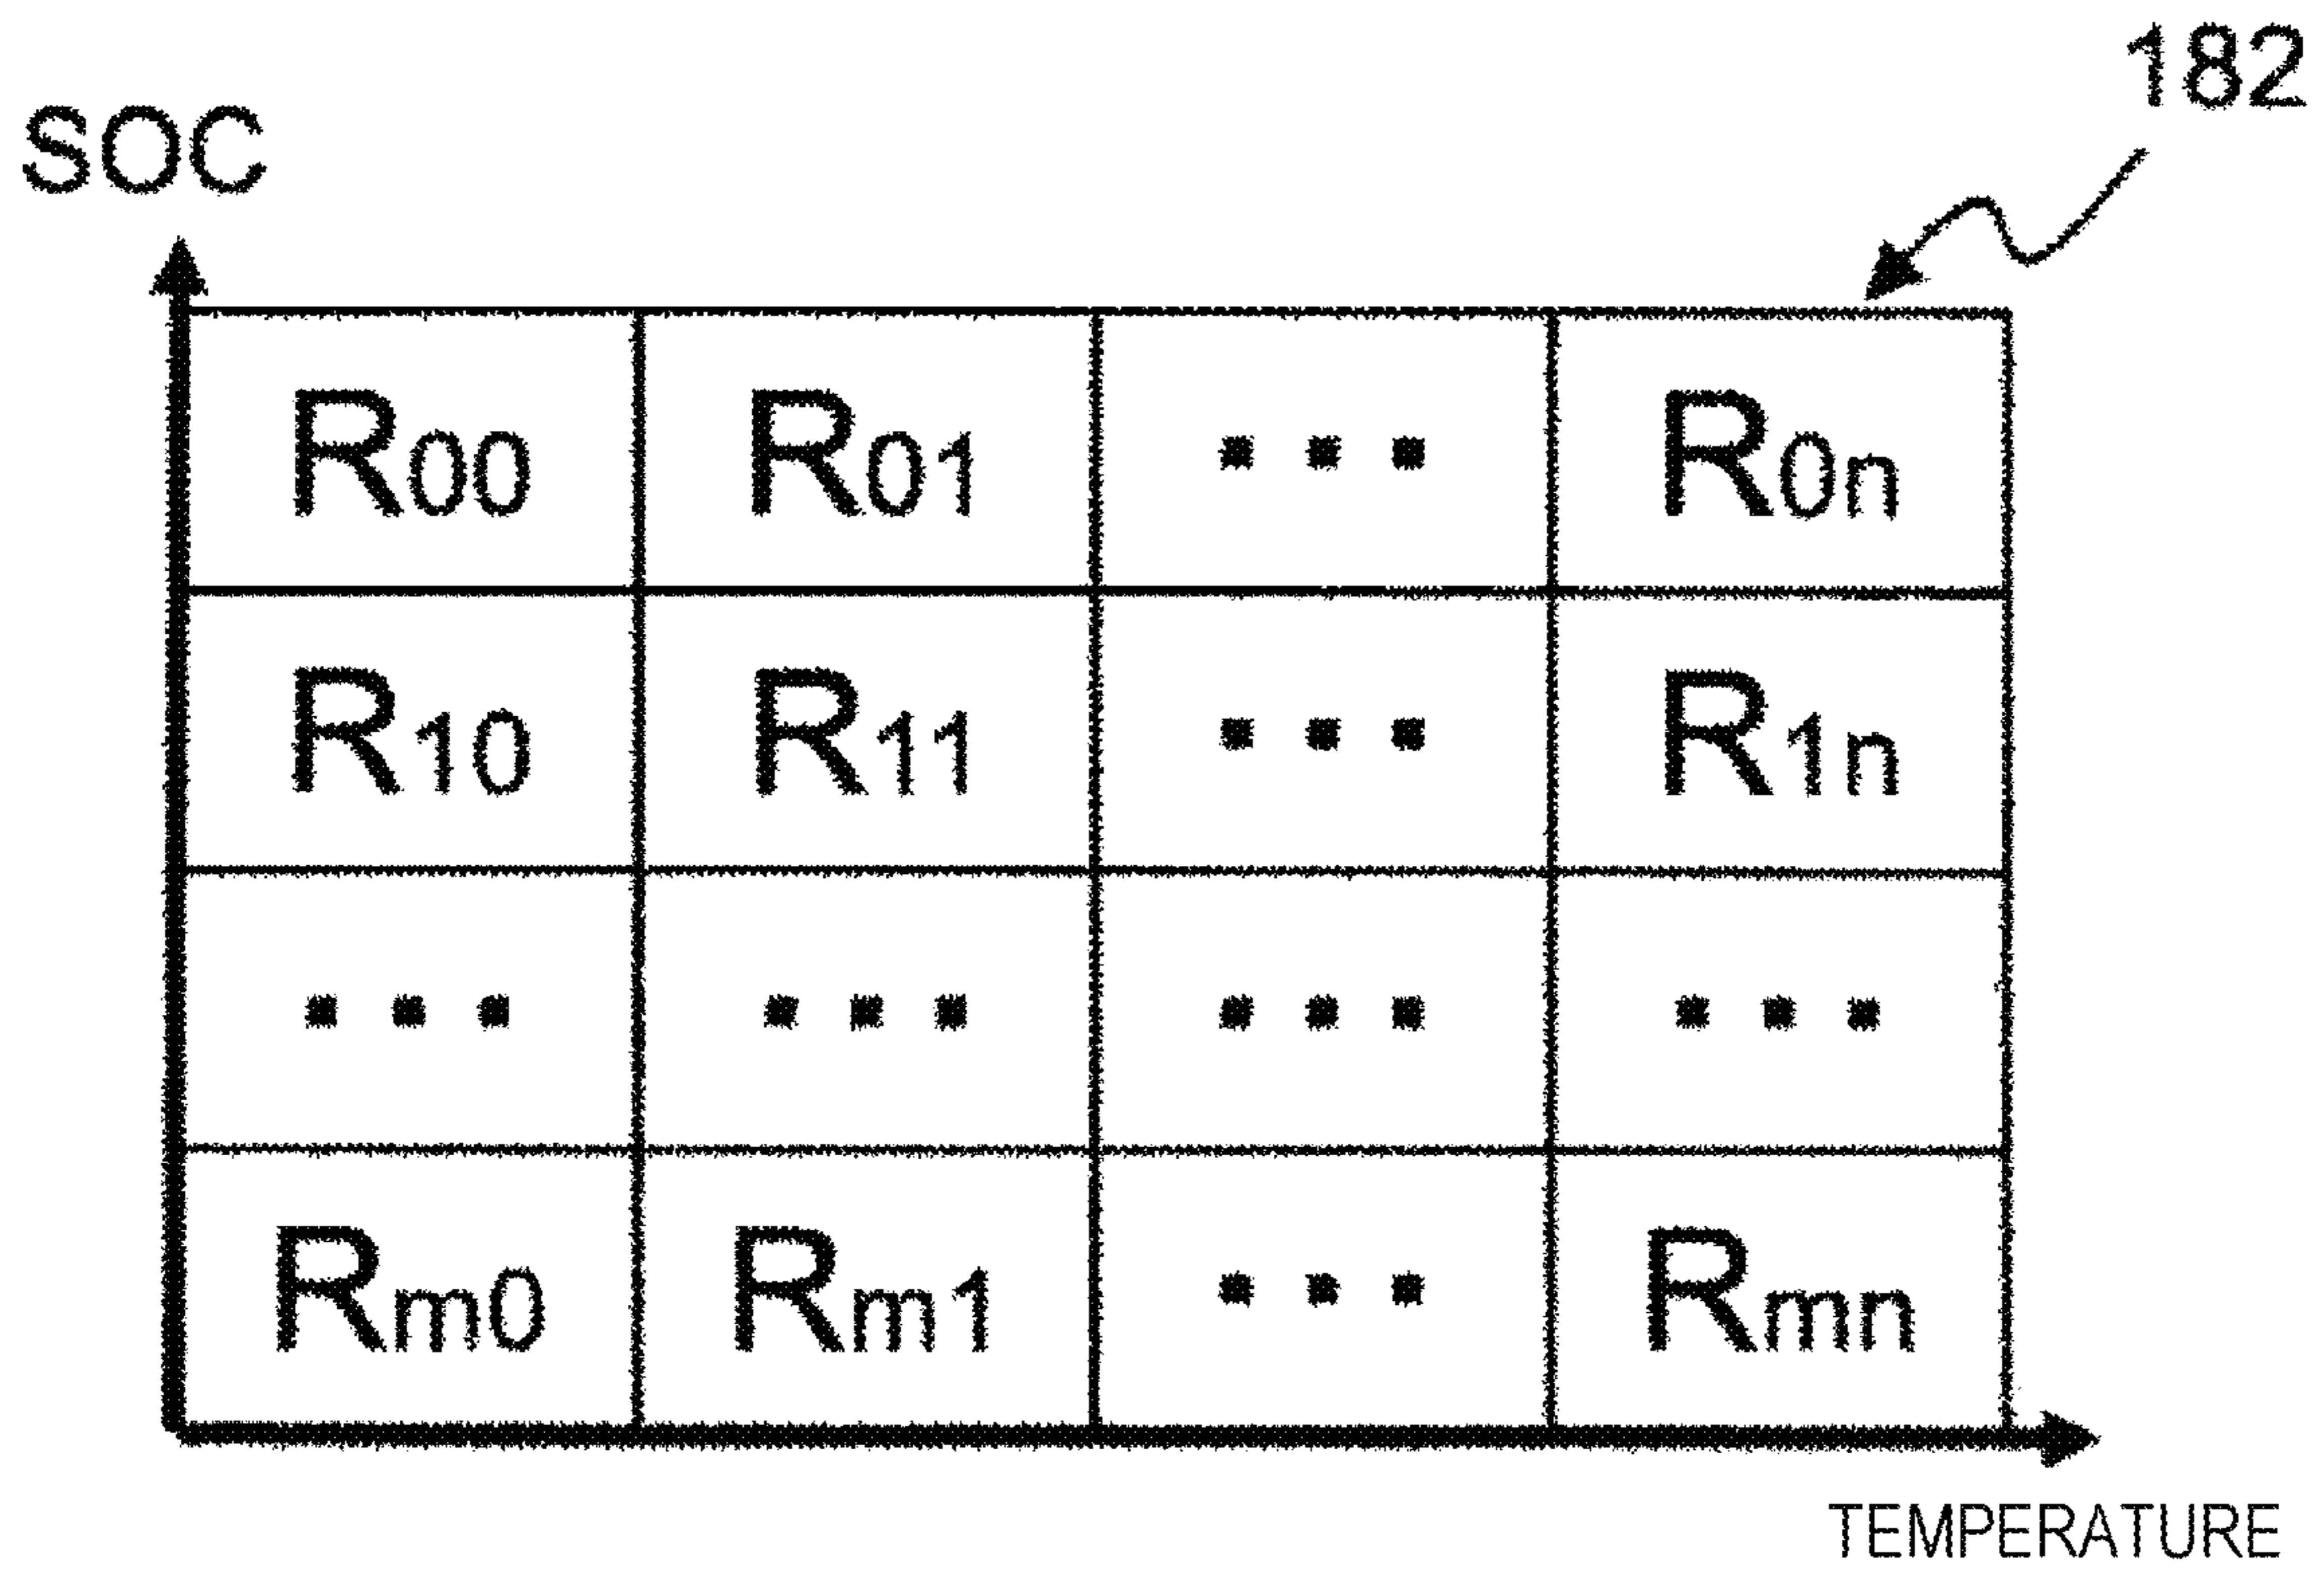 182
SOC
R00 R01 ... R0n
R10 R11 ... R1n
... ... ... ...
Rm0 Rm1 ... Rmn
TEMPERATURE